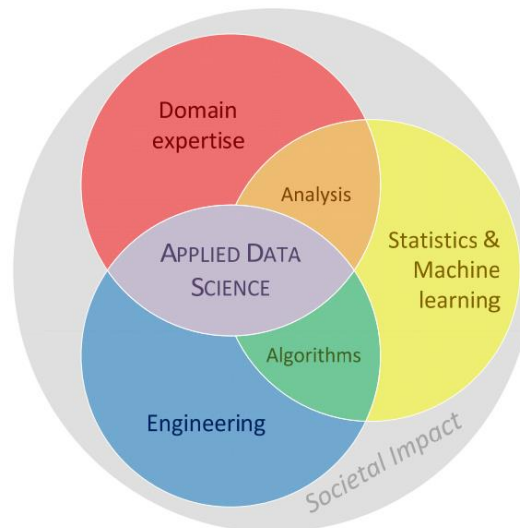 Domain
expertise
Analysis
Statistics &
Machine
learning
APPLIED DATA
SCIENCE
Algorithms
Engineering
Societal Impact